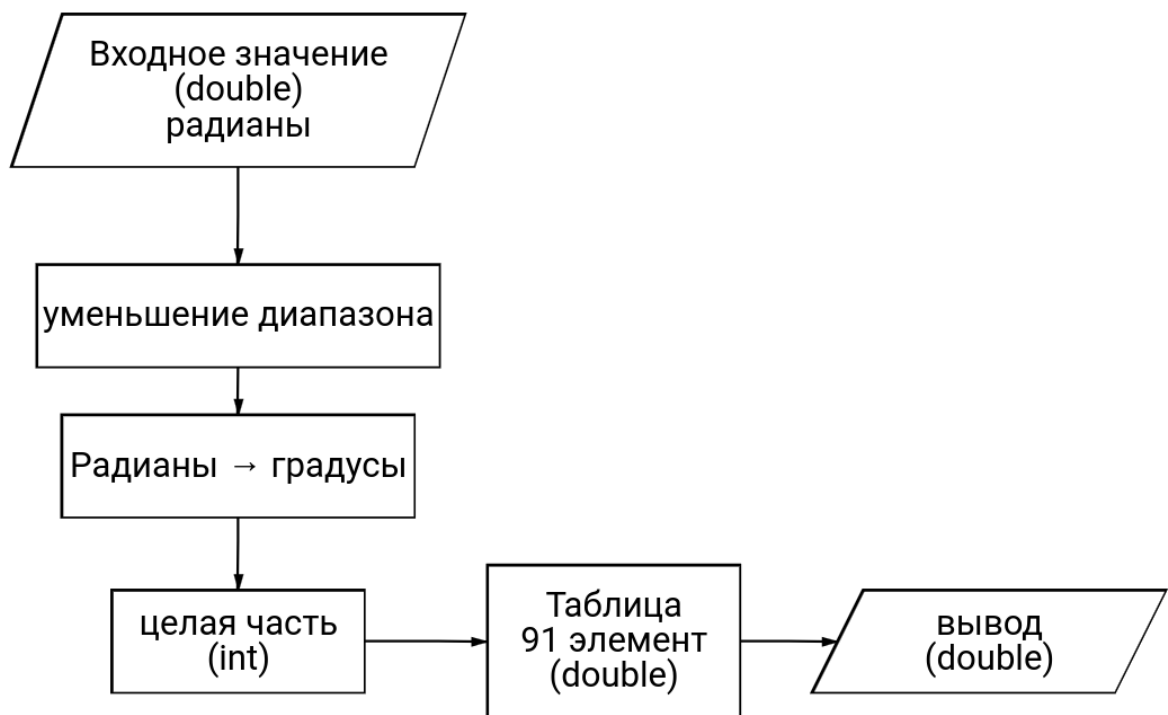 Входное значение
(double)
радианы
уменьшение диапазона
Радианы → градусы
целая часть
(int)
Таблица
91 элемент
(double)
вывод
(double)